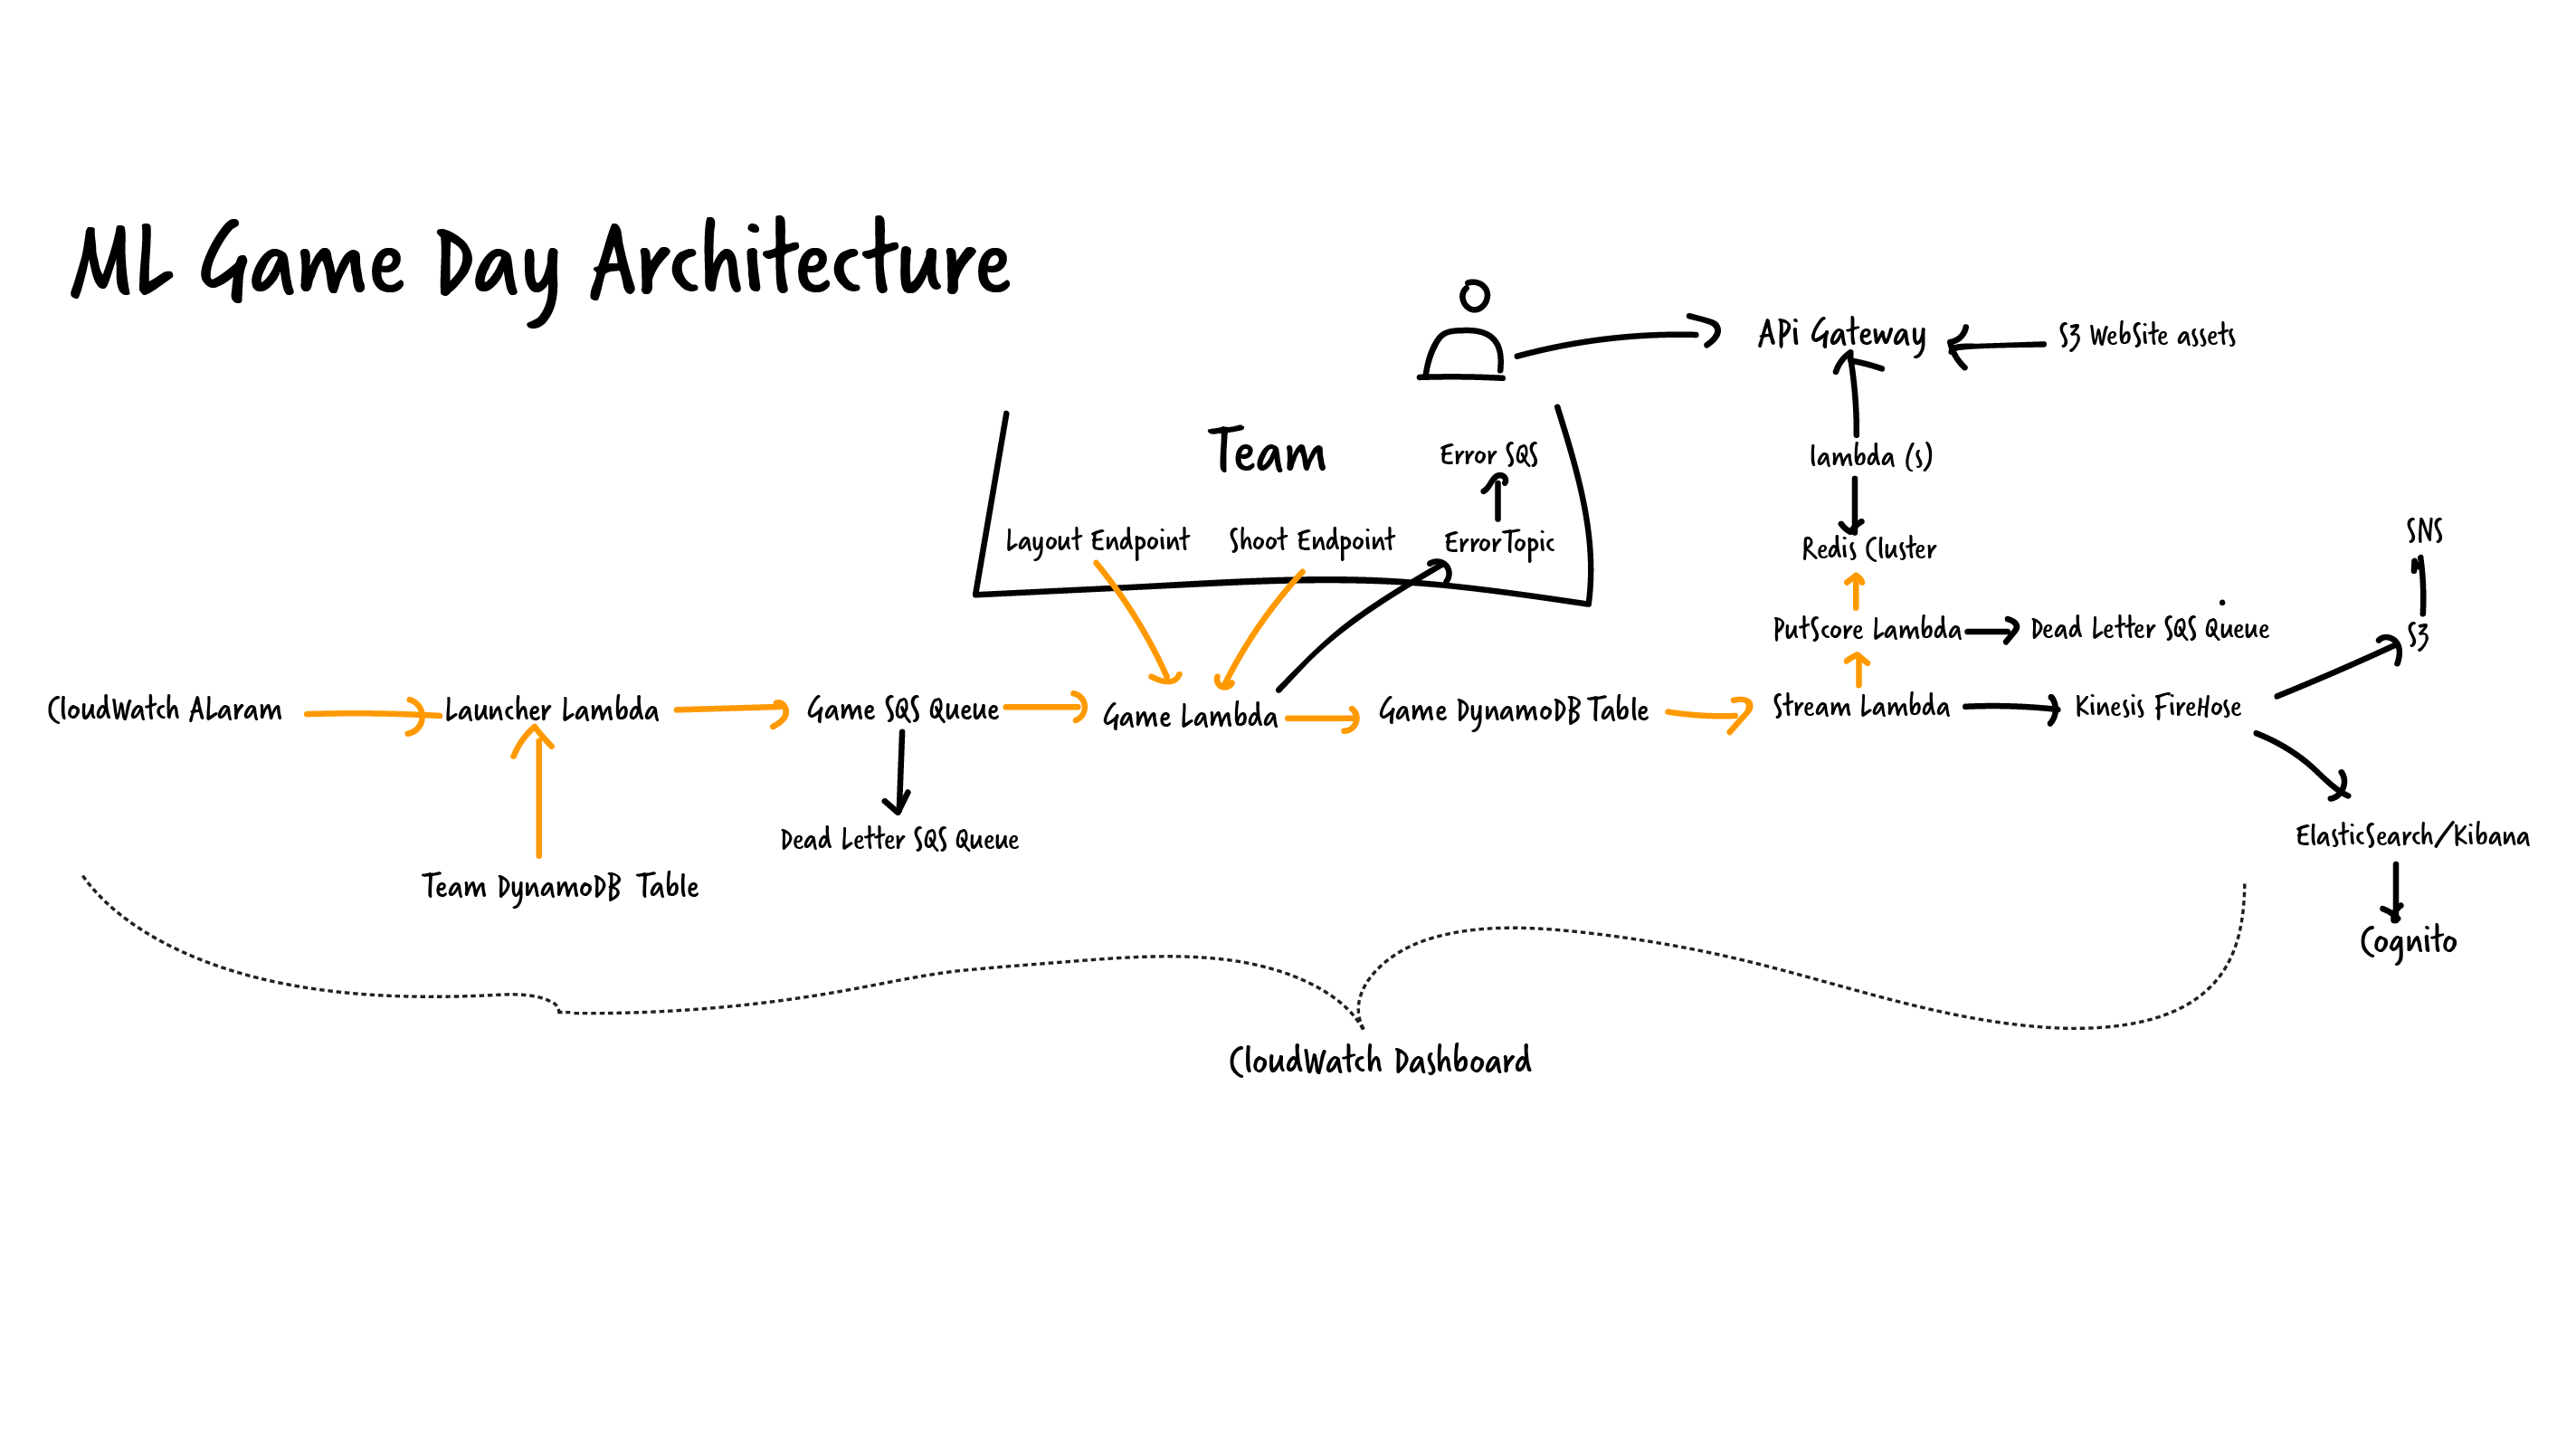 ML Game Day Architecture
APi Gateway
S3 WebSite assets
Team
Error SQS
lambda (s)
Layout Endpoint
Shoot Endpoint
ErrorTopic
Redis Cluster
SNS
PutScore Lambda
Dead Letter SQS Queue
S3
CloudWatch ALaram
Launcher Lambda
Game SQS Queue
Game Lambda
Game DynamoDB Table
Stream Lambda
Kinesis FireHose
Dead Letter SQS Queue
ElasticSearch/Kibana
Team DynamoDB Table
Cognito
CloudWatch Dashboard